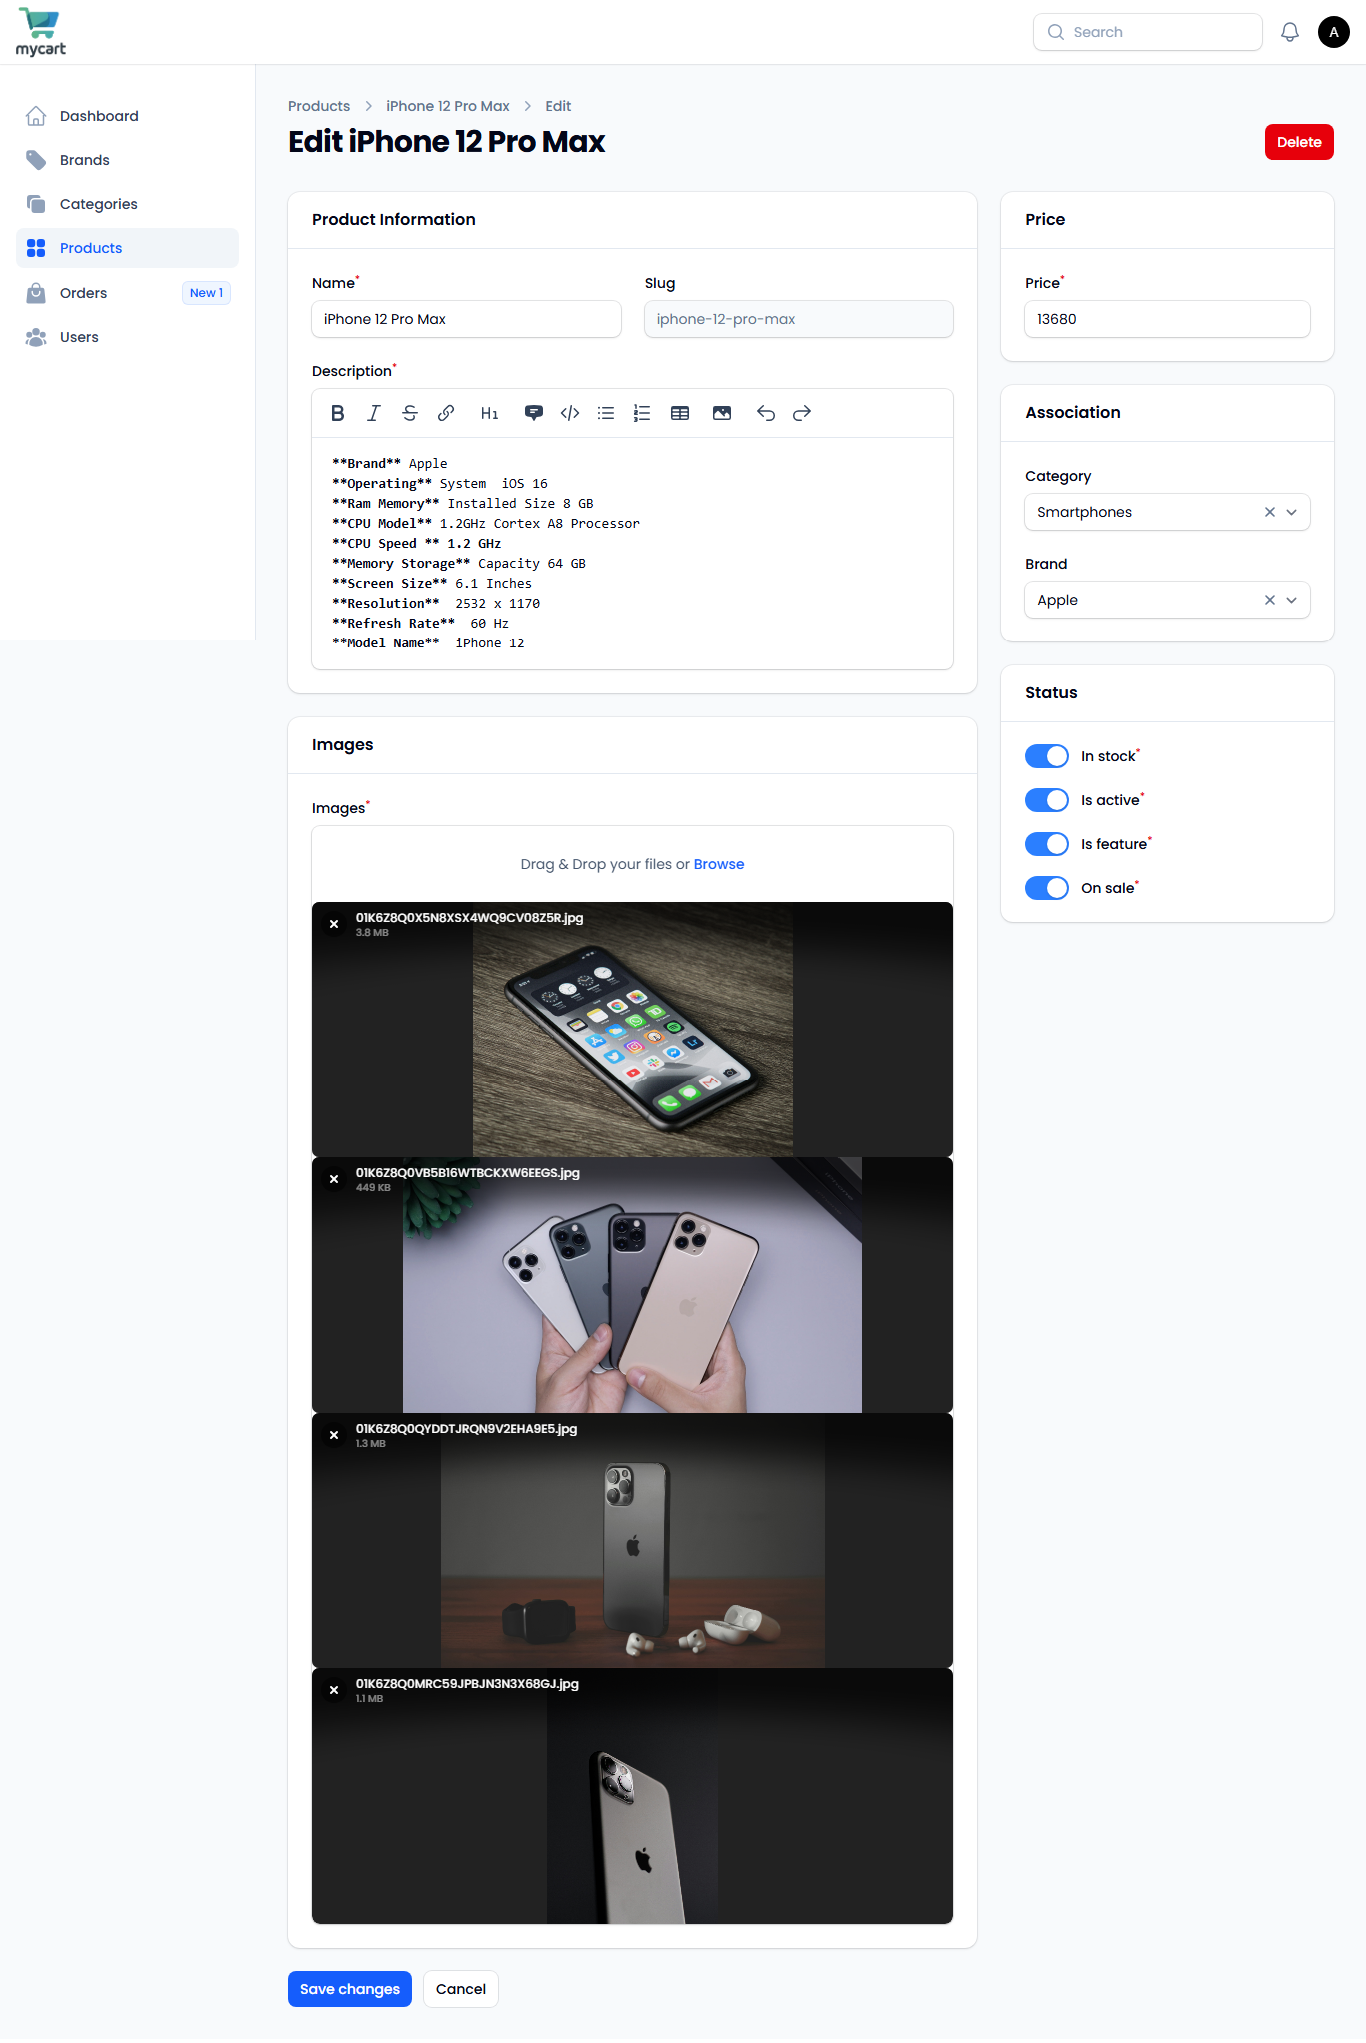 mycart
Search
A
Dashboard
Brands
Categories
Products
Orders
New 1
Users
Products
iPhone 12 Pro Max
Edit
Edit iPhone 12 Pro Max
Delete
Product Information
Name*
iPhone 12 Pro Max
Slug
iphone-12-pro-max
Description*
H1
**Brand** Apple
**Operating** System  iOS 16
**Ram Memory** Installed Size 8 GB
**CPU Model** 1.2GHz Cortex A8 Processor
**CPU Speed ** 1.2 GHz
**Memory Storage** Capacity 64 GB
**Screen Size** 6.1 Inches
**Resolution**  2532 x 1170
**Refresh Rate**  60 Hz
**Model Name**  iPhone 12
Images
Images*
Drag & Drop your files or Browse
01K6Z8Q0X5N8XSX4WQ9CV08Z5R.jpg
3.8 MB
01K6Z8Q0VB5B16WTBCKXW6EEGS.jpg
449 KB
01K6Z8Q0QYDDTJRQN9V2EHA9E5.jpg
1.3 MB
01K6Z8Q0MRC59JPBJN3N3X68GJ.jpg
1.1 MB
Save changes
Cancel
Price
Price*
13680
Association
Category
Smartphones
Brand
Apple
Status
In stock*
Is active*
Is feature*
On sale*